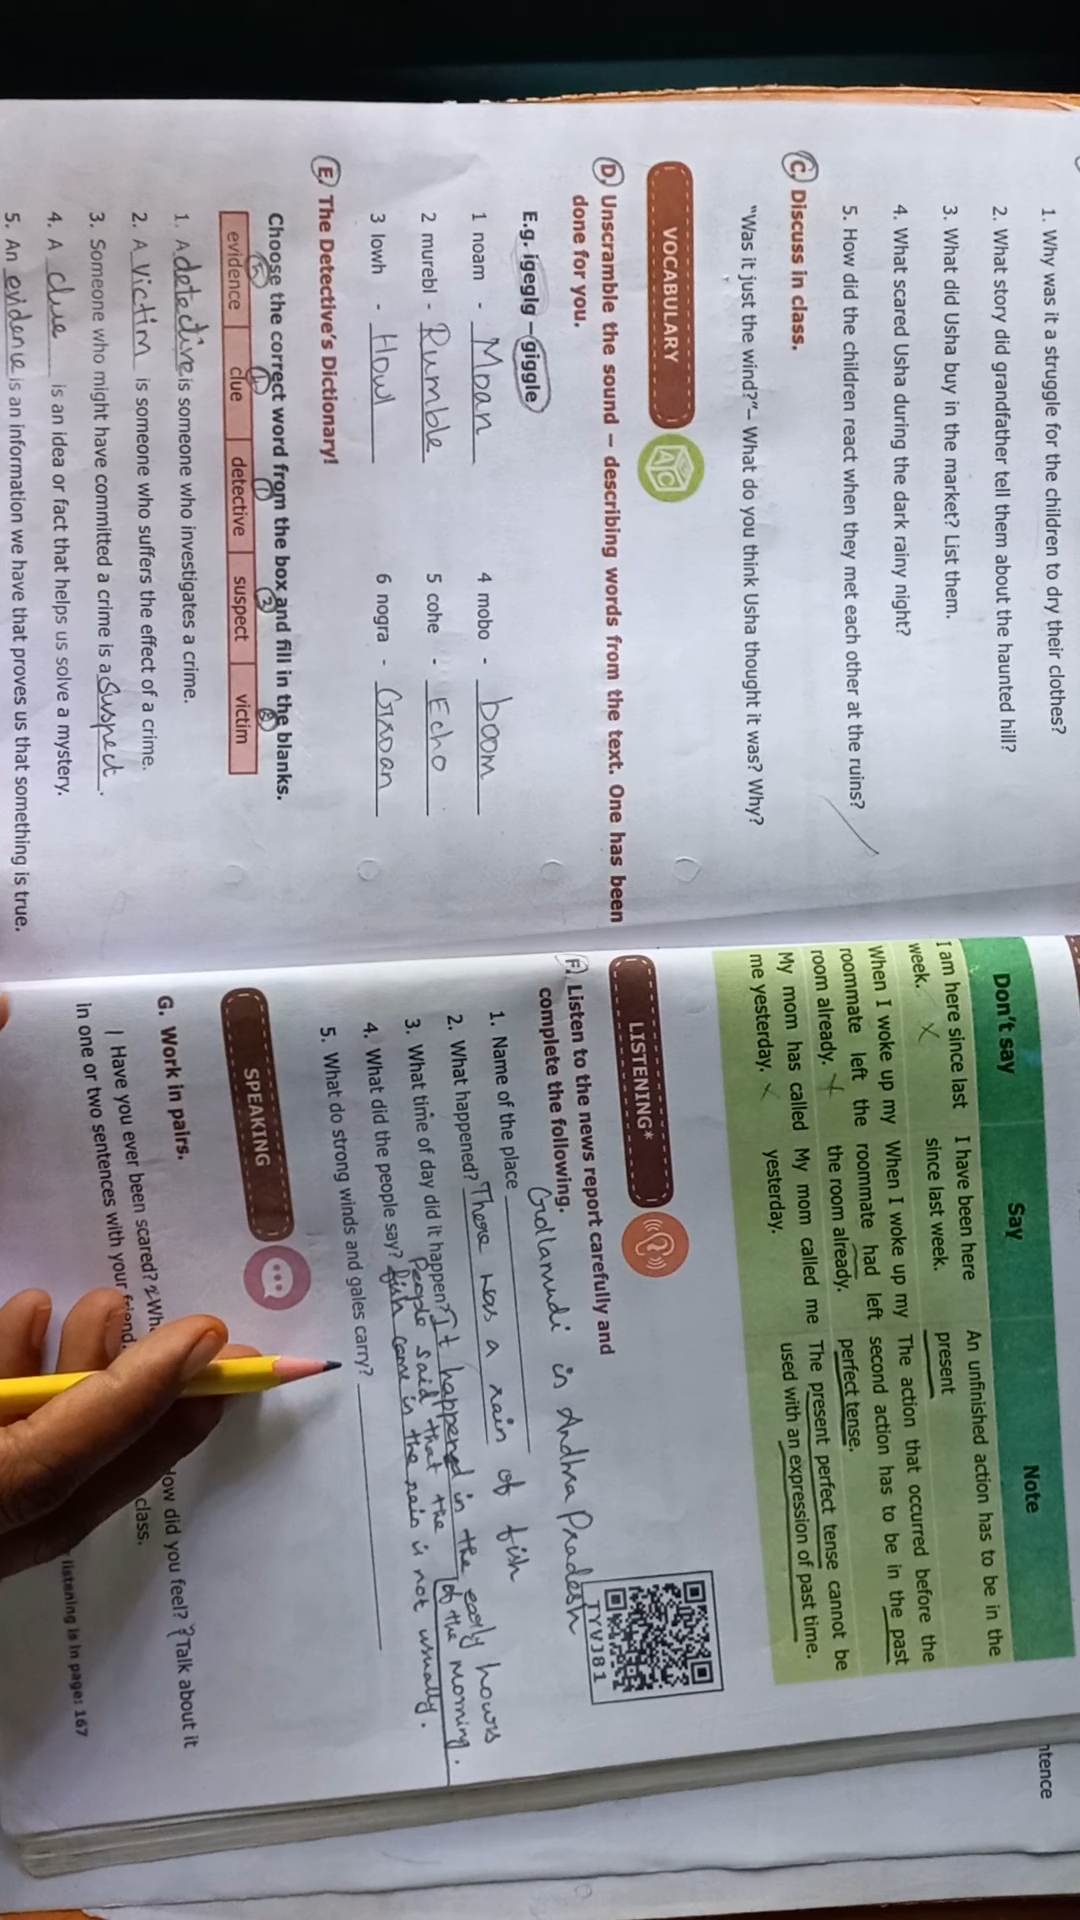 1. Why was it a struggle for the children to dry their clothes?
2. What story did grandfather tell them about the haunted hill?
3. What did Usha buy in the market? List them.
4. What scared Usha during the dark rainy night?
5. How did the children react when they met each other at the ruins?
C. Discuss in class.
"Was it just the wind?"– What do you think Usha thought it was? Why?
VOCABULARY
D. Unscramble the sound – describing words from the text. One has been
done for you.
E.g. igeglg –giggle
1 noam - Moan
4 mobo - boom
2 murebl - Rumble
5 cohe - Echo
3 lowh - Howl
6 nogra - Groan
E. The Detective's Dictionary!
Choose the correct word from the box and fill in the blanks.
evidence clue detective suspect victim
1. A detective is someone who investigates a crime.
2. A victim is someone who suffers the effect of a crime.
3. Someone who might have committed a crime is a suspect.
4. A clue is an idea or fact that helps us solve a mystery.
5. An evidence is an information we have that proves us that something is true.
ntence
Don't say Say Note
I am here since last week. X
I have been here since last week.
An unfinished action has to be in the present
When I woke up my roommate left the room already. X
When I woke up my roommate had left the room already.
The action that occurred before the second action has to be in the past perfect tense.
My mom has called me yesterday. X
My mom called me yesterday.
The present perfect tense cannot be used with an expression of past time.
LISTENING*
IYVJ81
F. Listen to the news report carefully and
complete the following.
1. Name of the place Gollamudi is Andhra Pradesh
2. What happened? There was a rain of fish
3. What time of day did it happen? It happened in the early hours of the morning.
4. What did the people say? People said that the fish came in the rain is not usually.
5. What do strong winds and gales carry?
SPEAKING
G. Work in pairs.
Have you ever been scared? Wh
How did you feel? Talk about it
in one or two sentences with your friend.
class.
listening is in page: 167